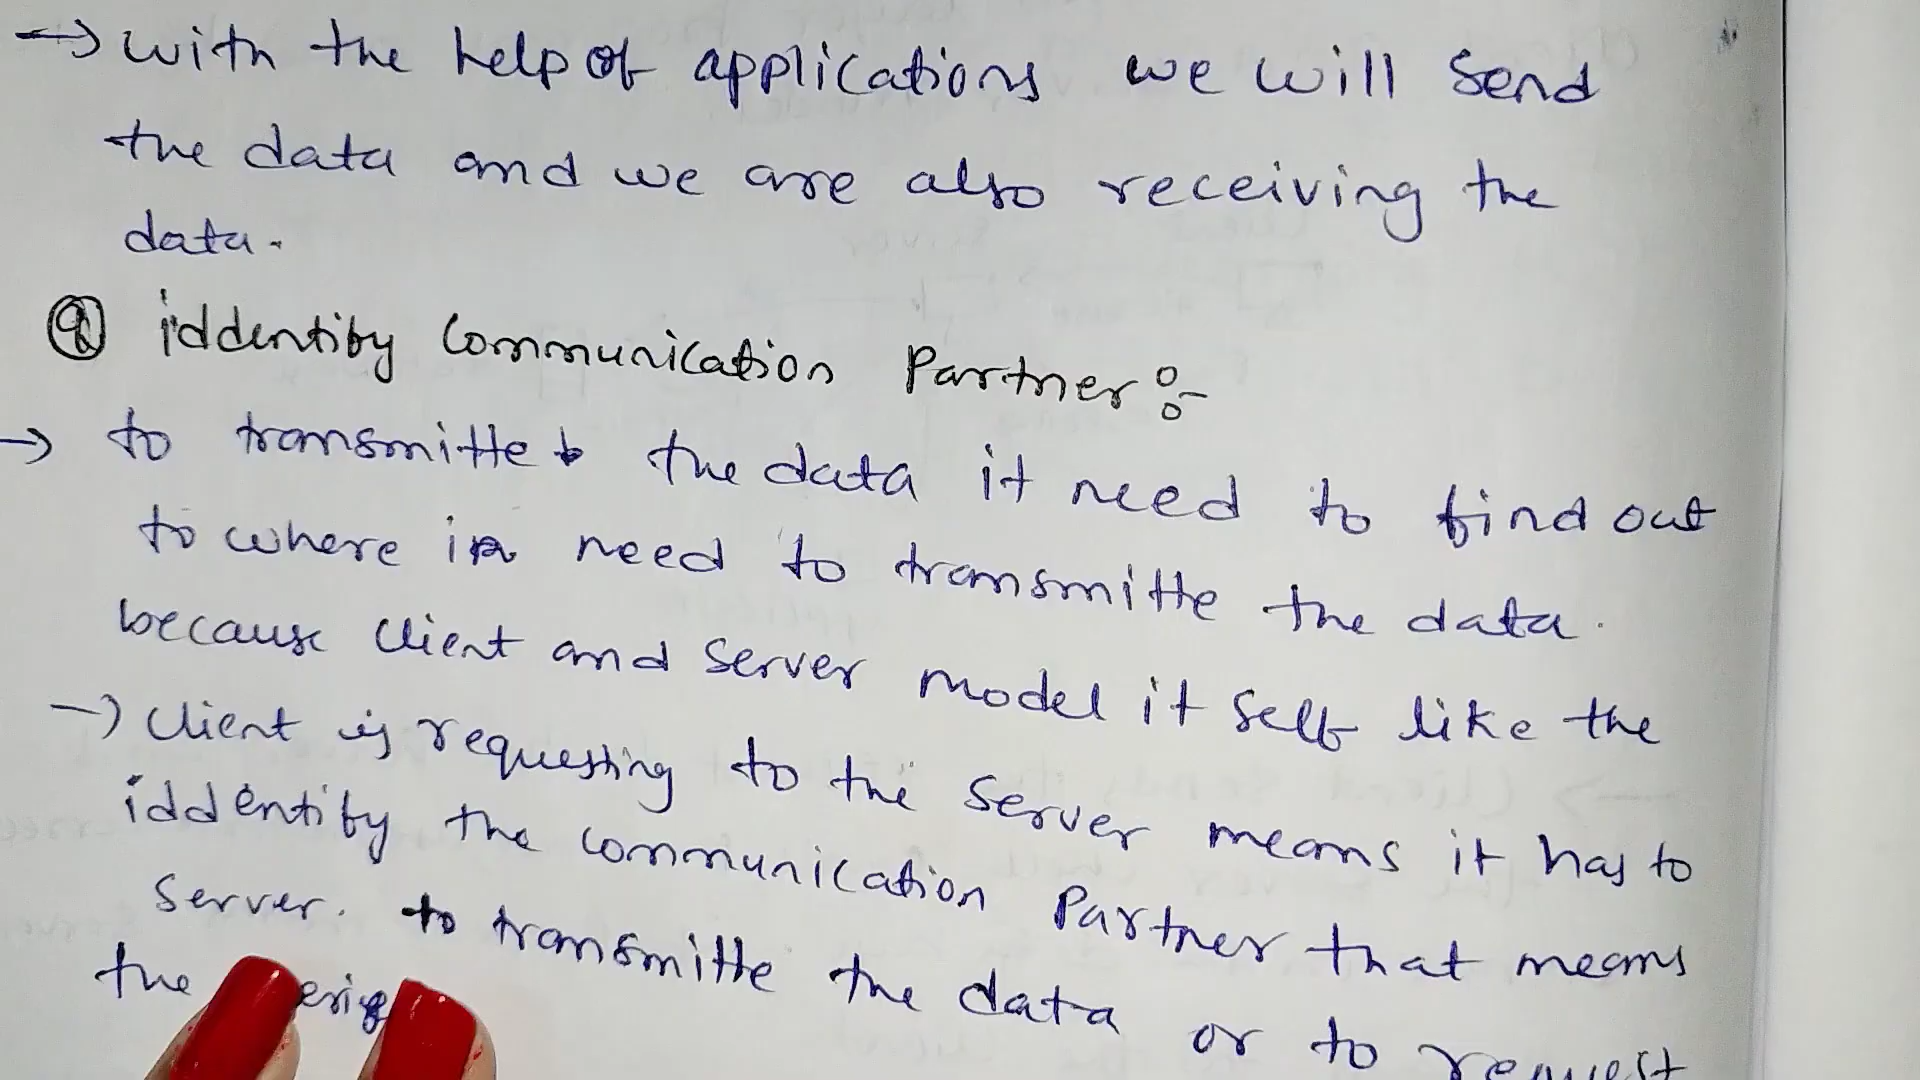 → with the help of applications we will send
the data and we are also receiving the
data.
iddentify Communication Partner :-
→ to transmitte the data it need to find out
to where it need to transmitte the data.
because client and server model it self like the
→ client is requesting to the server means it has to
iddentify the communication Partner that means
server. to transmitte the data or to request
the